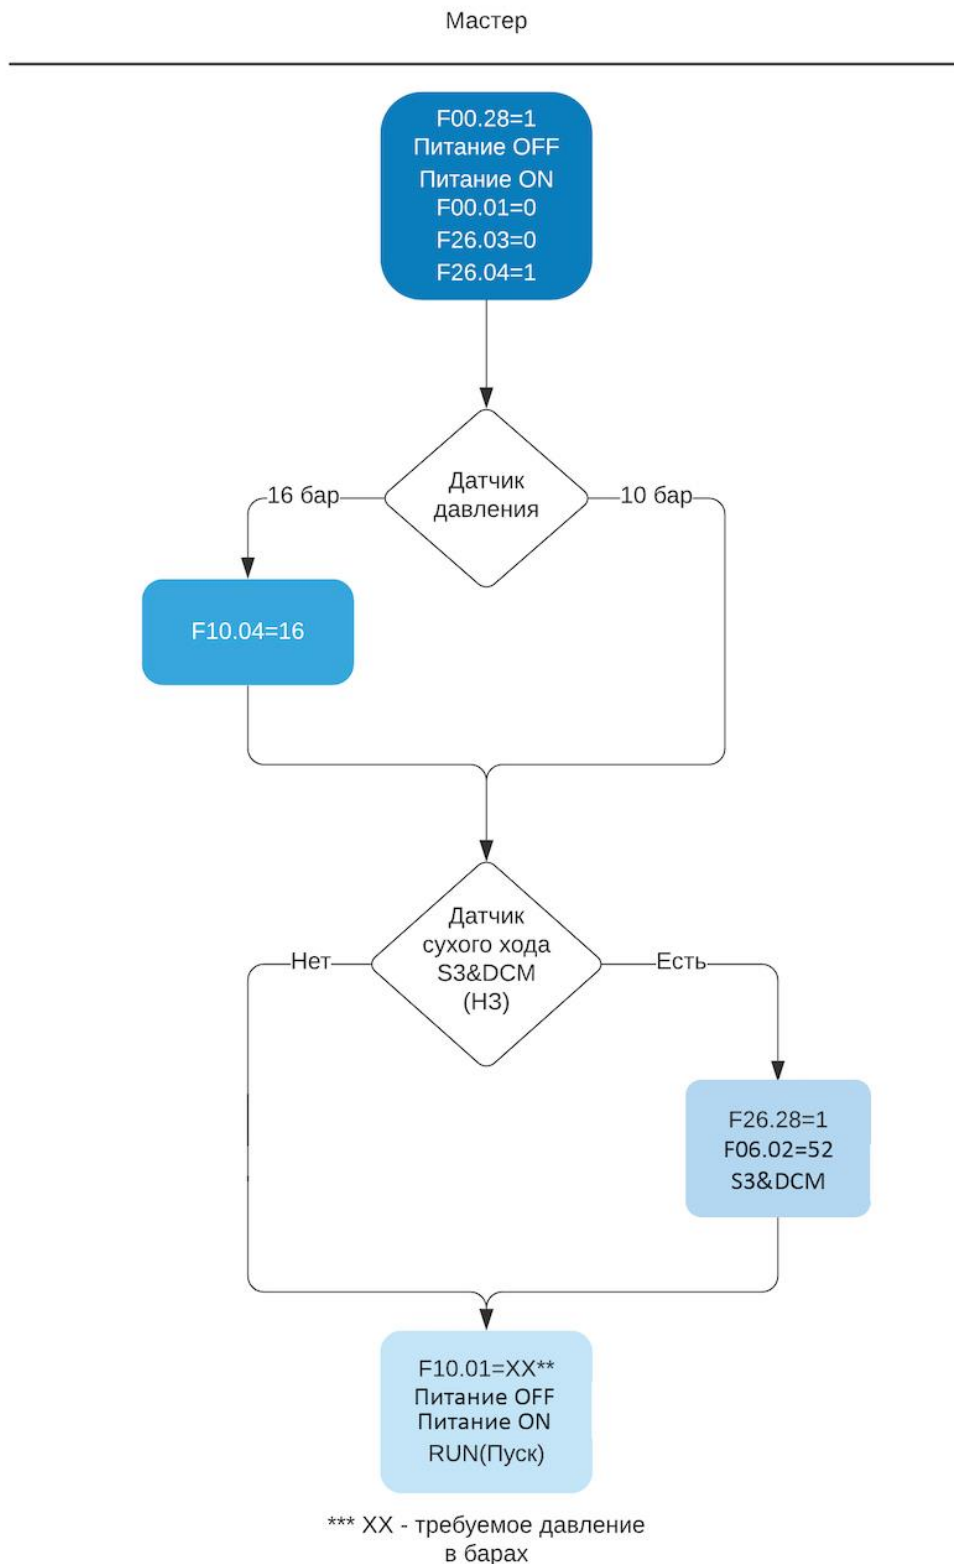 Мастер
F00.28=1
Питание OFF
Питание ON
F00.01=0
F26.03=0
F26.04=1
Датчик
давления
16 бар
10 бар
F10.04=16
Датчик
сухого хода
S3&DCM
(НЗ)
Нет
Есть
F26.28=1
F06.02=52
S3&DCM
F10.01=XX**
Питание OFF
Питание ON
RUN(Пуск)
*** XX - требуемое давление
в барах